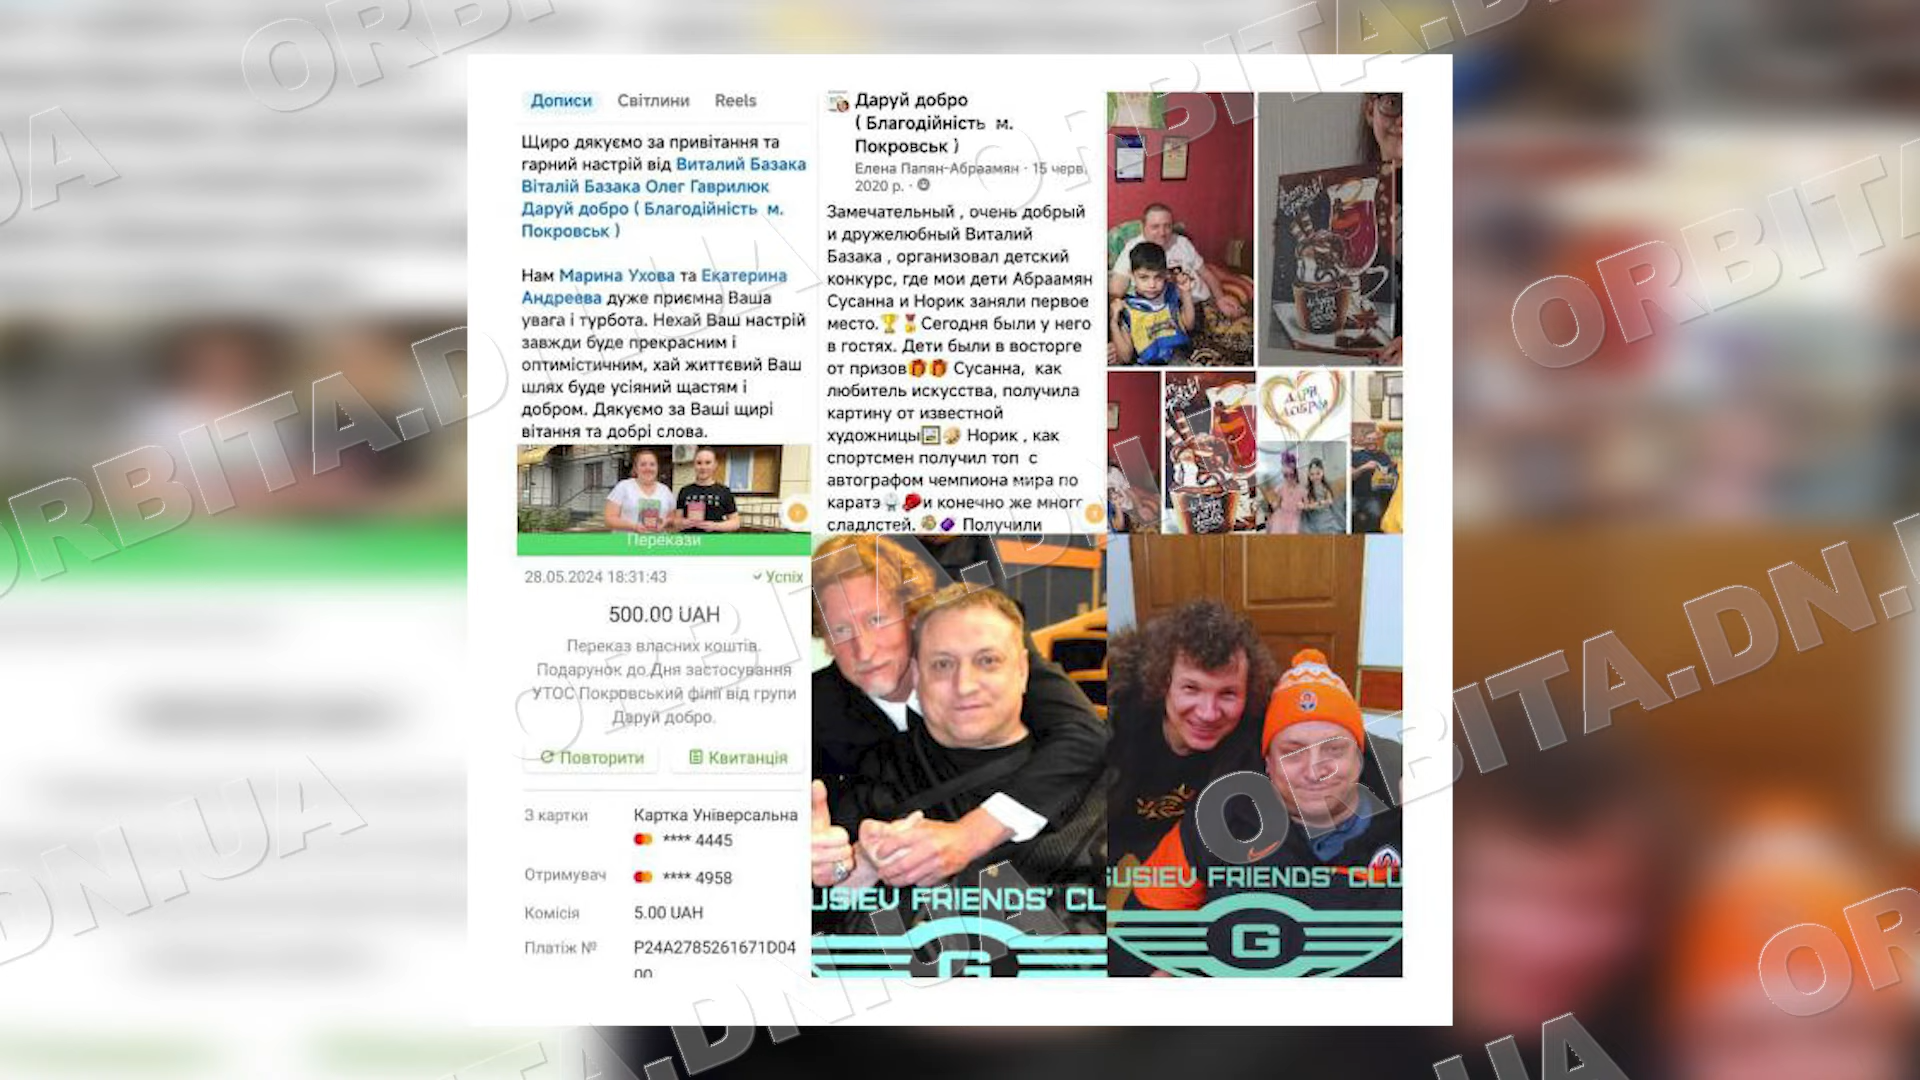 Дописи Світлини Reels
Щиро дякуємо за привітання та
гарний настрій від Виталий Базака
Віталій Базака Олег Гаврилюк
Даруй добро ( Благодійність м.
Покровськ )
Нам Марина Ухова та Екатерина
Андреева дуже приємна Ваша
увага і турбота. Нехай Ваш настрій
завжди буде прекрасним і
оптимістичним, хай життєвий Ваш
шлях буде усіяний щастям і
добром. Дякуємо за Ваші щирі
вітання та добрі слова.
Перекази
28.05.2024 18:31:43 Успіх
500.00 UAH
Переказ власних коштів.
Подарунок до Дня застосування
УТОС Покровський філії від групи
Даруй добро.
Повторити Квитанція
З картки Картка Універсальна
**** 4445
Отримувач **** 4958
Комісія 5.00 UAH
Платіж № P24A2785261671D04
00
Даруй добро
( Благодійність м.
Покровськ )
Елена Папян-Абраамян · 15 черв.
2020 р. ·
Замечательный , очень добрый
и дружелюбный Виталий
Базака , организовал детский
конкурс, где мои дети Абраамян
Сусанна и Норик заняли первое
место. Сегодня были у него
в гостях. Дети были в восторге
от призов Сусанна, как
любитель искусства, получила
картину от известной
художницы Норик , как
спортсмен получил топ с
автографом чемпиона мира по
каратэ и конечно же много
сладлстей. Получили
ДАРИ
ДОБРО
USIEV FRIENDS' CL
G
GUSIEV FRIENDS' CLU
G
ORBITA.DN.UA